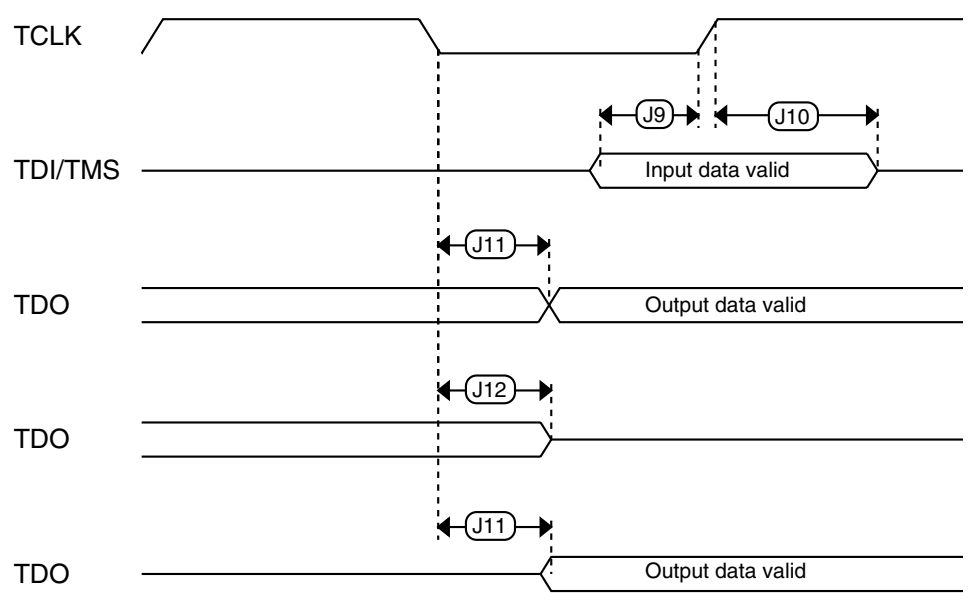 TCLK
J9
J10
TDI/TMS
Input data valid
J11
TDO
Output data valid
J12
TDO
J11
TDO
Output data valid